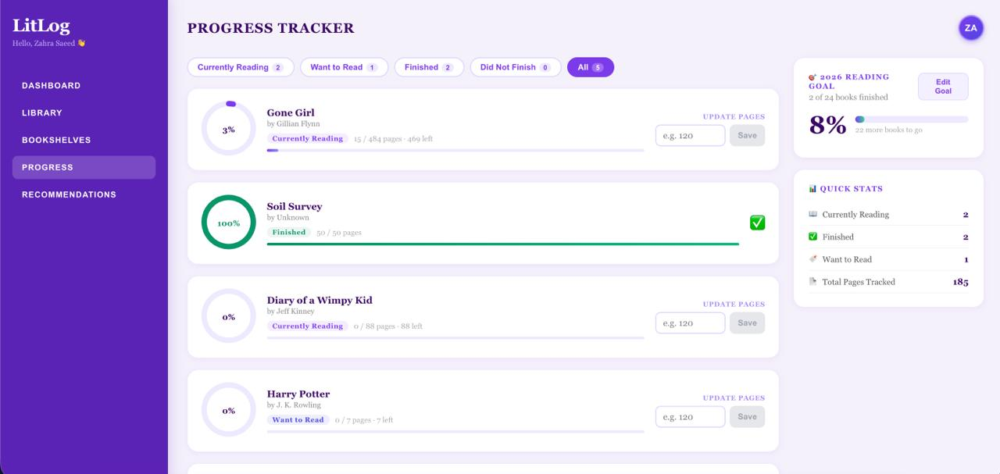 LitLog
Hello, Zahra Saeed 👋
DASHBOARD
LIBRARY
BOOKSHELVES
PROGRESS
RECOMMENDATIONS
PROGRESS TRACKER
ZA
Currently Reading 2
Want to Read 1
Finished 2
Did Not Finish 0
All 5
3%
Gone Girl
by Gillian Flynn
Currently Reading 15 / 484 pages · 469 left
UPDATE PAGES
e.g. 120 Save
100%
Soil Survey
by Unknown
Finished 50 / 50 pages
✅
0%
Diary of a Wimpy Kid
by Jeff Kinney
Currently Reading 0 / 88 pages · 88 left
UPDATE PAGES
e.g. 120 Save
0%
Harry Potter
by J. K. Rowling
Want to Read 0 / 7 pages · 7 left
UPDATE PAGES
e.g. 120 Save
🎯 2026 READING
GOAL
2 of 24 books finished
Edit
Goal
8%
22 more books to go
📊 QUICK STATS
📖 Currently Reading 2
✅ Finished 2
Want to Read 1
Total Pages Tracked 185